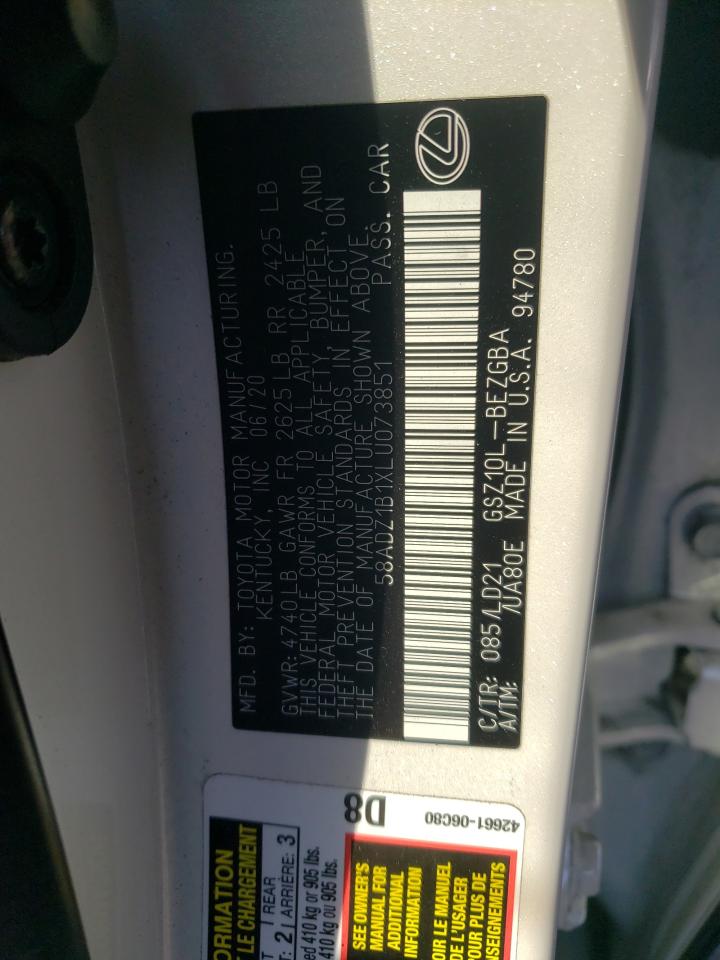 MFD. BY: TOYOTA MOTOR MANUFACTURING.
KENTUCKY, INC 06/20
GVWR: 4740LB GAWR FR 2625LB RR 2425 LB
THIS VEHICLE CONFORMS TO ALL APPLICABLE
FEDERAL MOTOR VEHICLE SAFETY, BUMPER, AND
THEFT PREVENTION STANDARDS IN EFFECT ON
THE DATE OF MANUFACTURE SHOWN ABOVE.
58ADZ1B1XLU073851 PASS. CAR
C/TR: 085/LD21 GSZ10L-BEZGBA
A/TM: /UA80E MADE IN U.S.A. 94780
D8
42661-06C80
ORMATION
T LE CHARGEMENT
T REAR
T: 2 ARRIÈRE: 3
ed 410 kg or 905 lbs.
410 kg ou 905 lbs.
SEE OWNER'S
MANUAL FOR
ADDITIONAL
INFORMATION
OIR LE MANUEL
DE L'USAGER
POUR PLUS DE
NSEIGNEMENTS